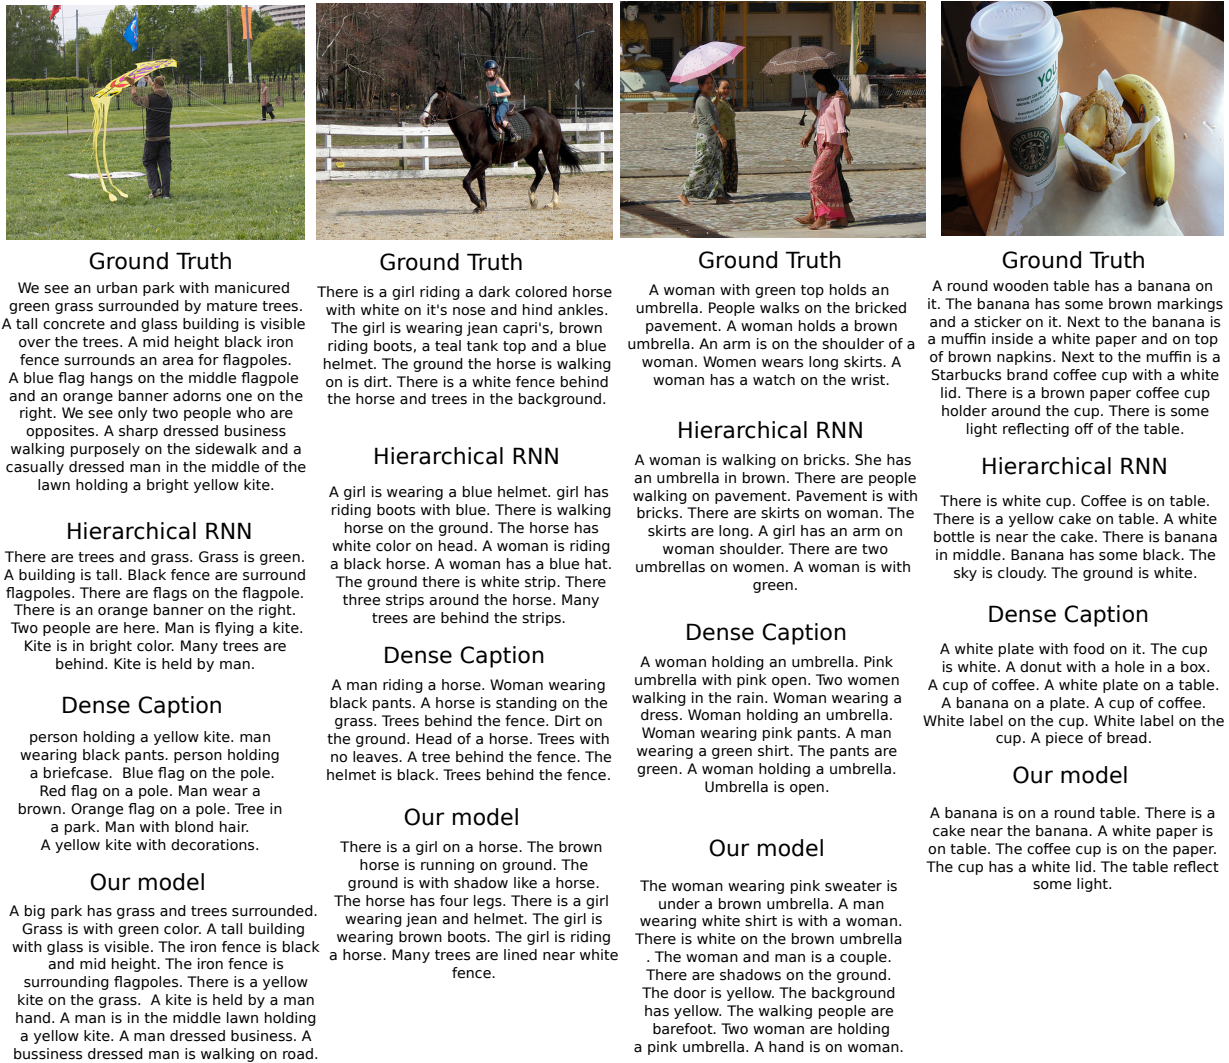 YOU
STARBUCKS
Ground Truth
We see an urban park with manicured
green grass surrounded by mature trees.
A tall concrete and glass building is visible
over the trees. A mid height black iron
fence surrounds an area for flagpoles.
A blue flag hangs on the middle flagpole
and an orange banner adorns one on the
right. We see only two people who are
opposites. A sharp dressed business
walking purposely on the sidewalk and a
casually dressed man in the middle of the
lawn holding a bright yellow kite.
Hierarchical RNN
There are trees and grass. Grass is green.
A building is tall. Black fence are surround
flagpoles. There are flags on the flagpole.
There is an orange banner on the right.
Two people are here. Man is flying a kite.
Kite is in bright color. Many trees are
behind. Kite is held by man.
Dense Caption
person holding a yellow kite. man
wearing black pants. person holding
a briefcase.  Blue flag on the pole.
Red flag on a pole. Man wear a
brown. Orange flag on a pole. Tree in
a park. Man with blond hair.
A yellow kite with decorations.
Our model
A big park has grass and trees surrounded.
Grass is with green color. A tall building
with glass is visible. The iron fence is black
and mid height. The iron fence is
surrounding flagpoles. There is a yellow
kite on the grass.  A kite is held by a man
hand. A man is in the middle lawn holding
a yellow kite. A man dressed business. A
bussiness dressed man is walking on road.
Ground Truth
There is a girl riding a dark colored horse
with white on it's nose and hind ankles.
The girl is wearing jean capri's, brown
riding boots, a teal tank top and a blue
helmet. The ground the horse is walking
on is dirt. There is a white fence behind
the horse and trees in the background.
Hierarchical RNN
A girl is wearing a blue helmet. girl has
riding boots with blue. There is walking
horse on the ground. The horse has
white color on head. A woman is riding
a black horse. A woman has a blue hat.
The ground there is white strip. There
three strips around the horse. Many
trees are behind the strips.
Dense Caption
A man riding a horse. Woman wearing
black pants. A horse is standing on the
grass. Trees behind the fence. Dirt on
the ground. Head of a horse. Trees with
no leaves. A tree behind the fence. The
helmet is black. Trees behind the fence.
Our model
There is a girl on a horse. The brown
horse is running on ground. The
ground is with shadow like a horse.
The horse has four legs. There is a girl
wearing jean and helmet. The girl is
wearing brown boots. The girl is riding
a horse. Many trees are lined near white
fence.
Ground Truth
A woman with green top holds an
umbrella. People walks on the bricked
pavement. A woman holds a brown
umbrella. An arm is on the shoulder of a
woman. Women wears long skirts. A
woman has a watch on the wrist.
Hierarchical RNN
A woman is walking on bricks. She has
an umbrella in brown. There are people
walking on pavement. Pavement is with
bricks. There are skirts on woman. The
skirts are long. A girl has an arm on
woman shoulder. There are two
umbrellas on women. A woman is with
green.
Dense Caption
A woman holding an umbrella. Pink
umbrella with pink open. Two women
walking in the rain. Woman wearing a
dress. Woman holding an umbrella.
Woman wearing pink pants. A man
wearing a green shirt. The pants are
green. A woman holding a umbrella.
Umbrella is open.
Our model
The woman wearing pink sweater is
under a brown umbrella. A man
wearing white shirt is with a woman.
There is white on the brown umbrella
. The woman and man is a couple.
There are shadows on the ground.
The door is yellow. The background
has yellow. The walking people are
barefoot. Two woman are holding
a pink umbrella. A hand is on woman.
Ground Truth
A round wooden table has a banana on
it. The banana has some brown markings
and a sticker on it. Next to the banana is
a muffin inside a white paper and on top
of brown napkins. Next to the muffin is a
Starbucks brand coffee cup with a white
lid. There is a brown paper coffee cup
holder around the cup. There is some
light reflecting off of the table.
Hierarchical RNN
There is white cup. Coffee is on table.
There is a yellow cake on table. A white
bottle is near the cake. There is banana
in middle. Banana has some black. The
sky is cloudy. The ground is white.
Dense Caption
A white plate with food on it. The cup
is white. A donut with a hole in a box.
A cup of coffee. A white plate on a table.
A banana on a plate. A cup of coffee.
White label on the cup. White label on the
cup. A piece of bread.
Our model
A banana is on a round table. There is a
cake near the banana. A white paper is
on table. The coffee cup is on the paper.
The cup has a white lid. The table reflect
some light.